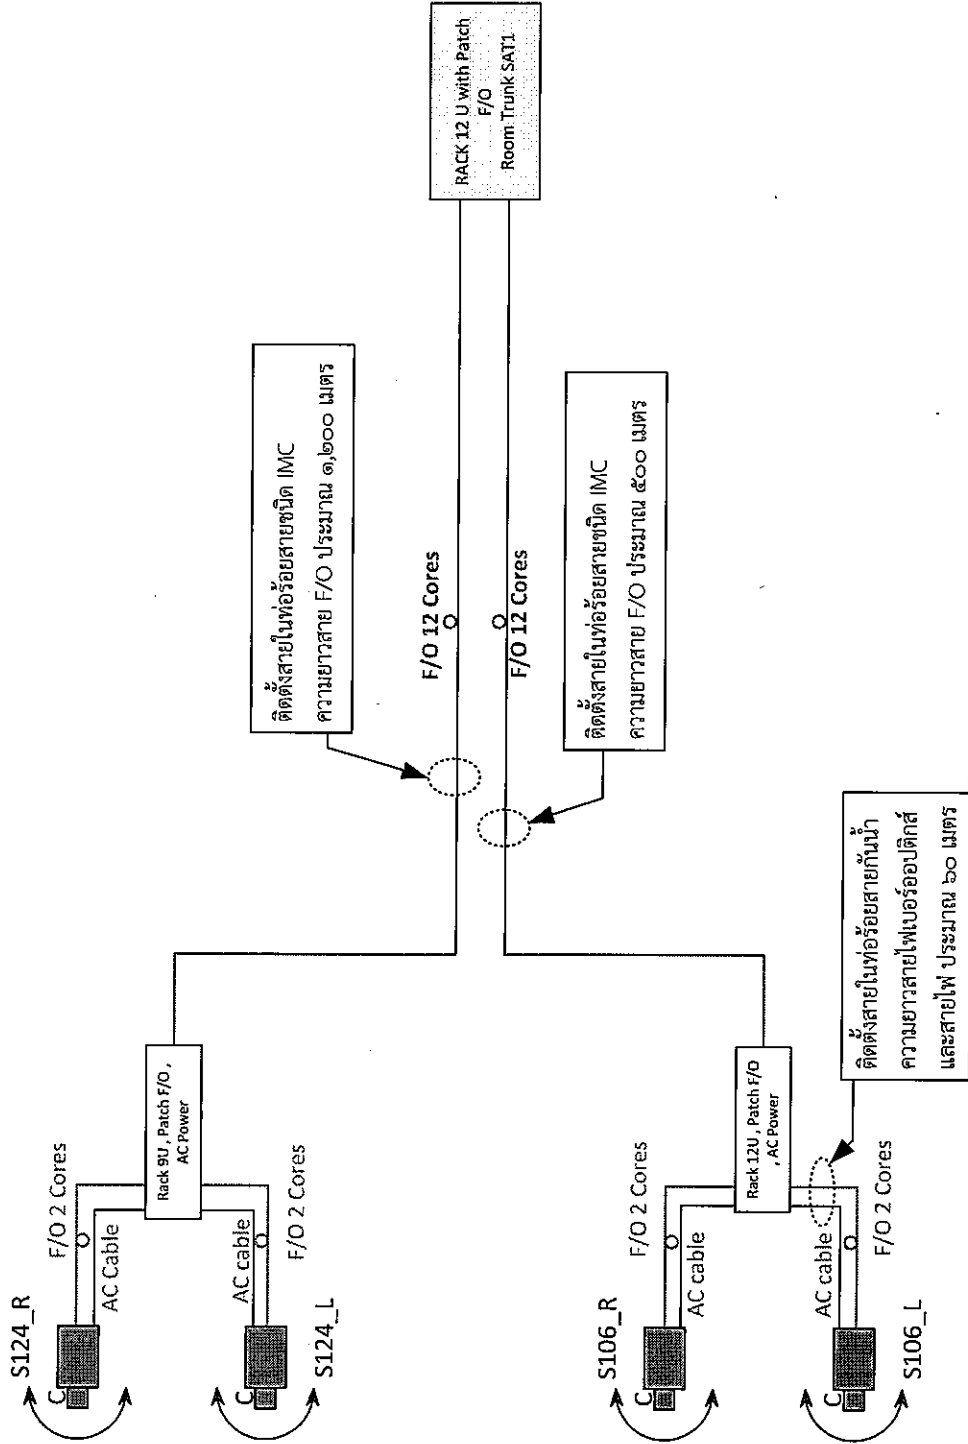 S124_R
C
F/O 2 Cores
AC Cable
Rack 9U , Patch F/O ,
AC Power
AC cable
F/O 2 Cores
C
S124_L
ติดตั้งสายในท่อร้อยสายชนิด IMC
ความยาวสาย F/O ประมาณ ๑,๒๐๐ เมตร
F/O 12 Cores
RACK 12 U with Patch
F/O
Room Trunk SAT1
F/O 12 Cores
ติดตั้งสายในท่อร้อยสายชนิด IMC
ความยาวสาย F/O ประมาณ ๕๐๐ เมตร
S106_R
C
F/O 2 Cores
AC cable
Rack 12U , Patch F/O
, AC Power
AC cable
F/O 2 Cores
C
S106_L
ติดตั้งสายในท่อร้อยสายกันน้ำ
ความยาวสายไฟเบอร์ออปติกส์
และสายไฟ ประมาณ ๖๐ เมตร